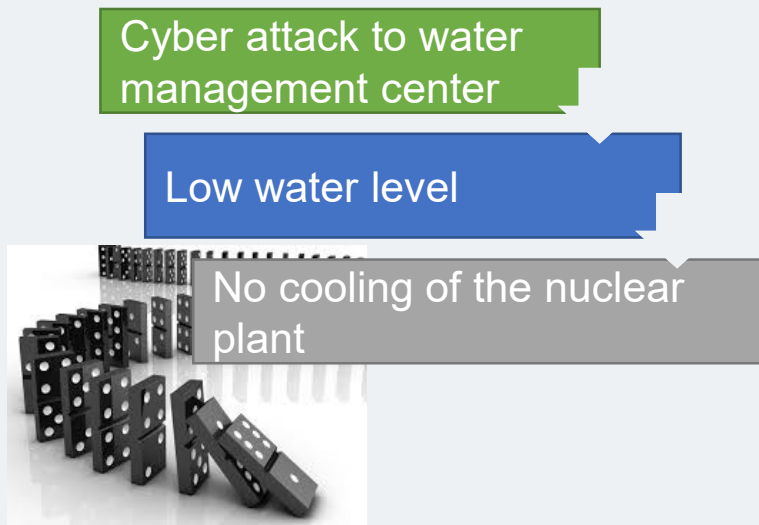 Cyber attack to water
management center
Low water level
No cooling of the nuclear
plant